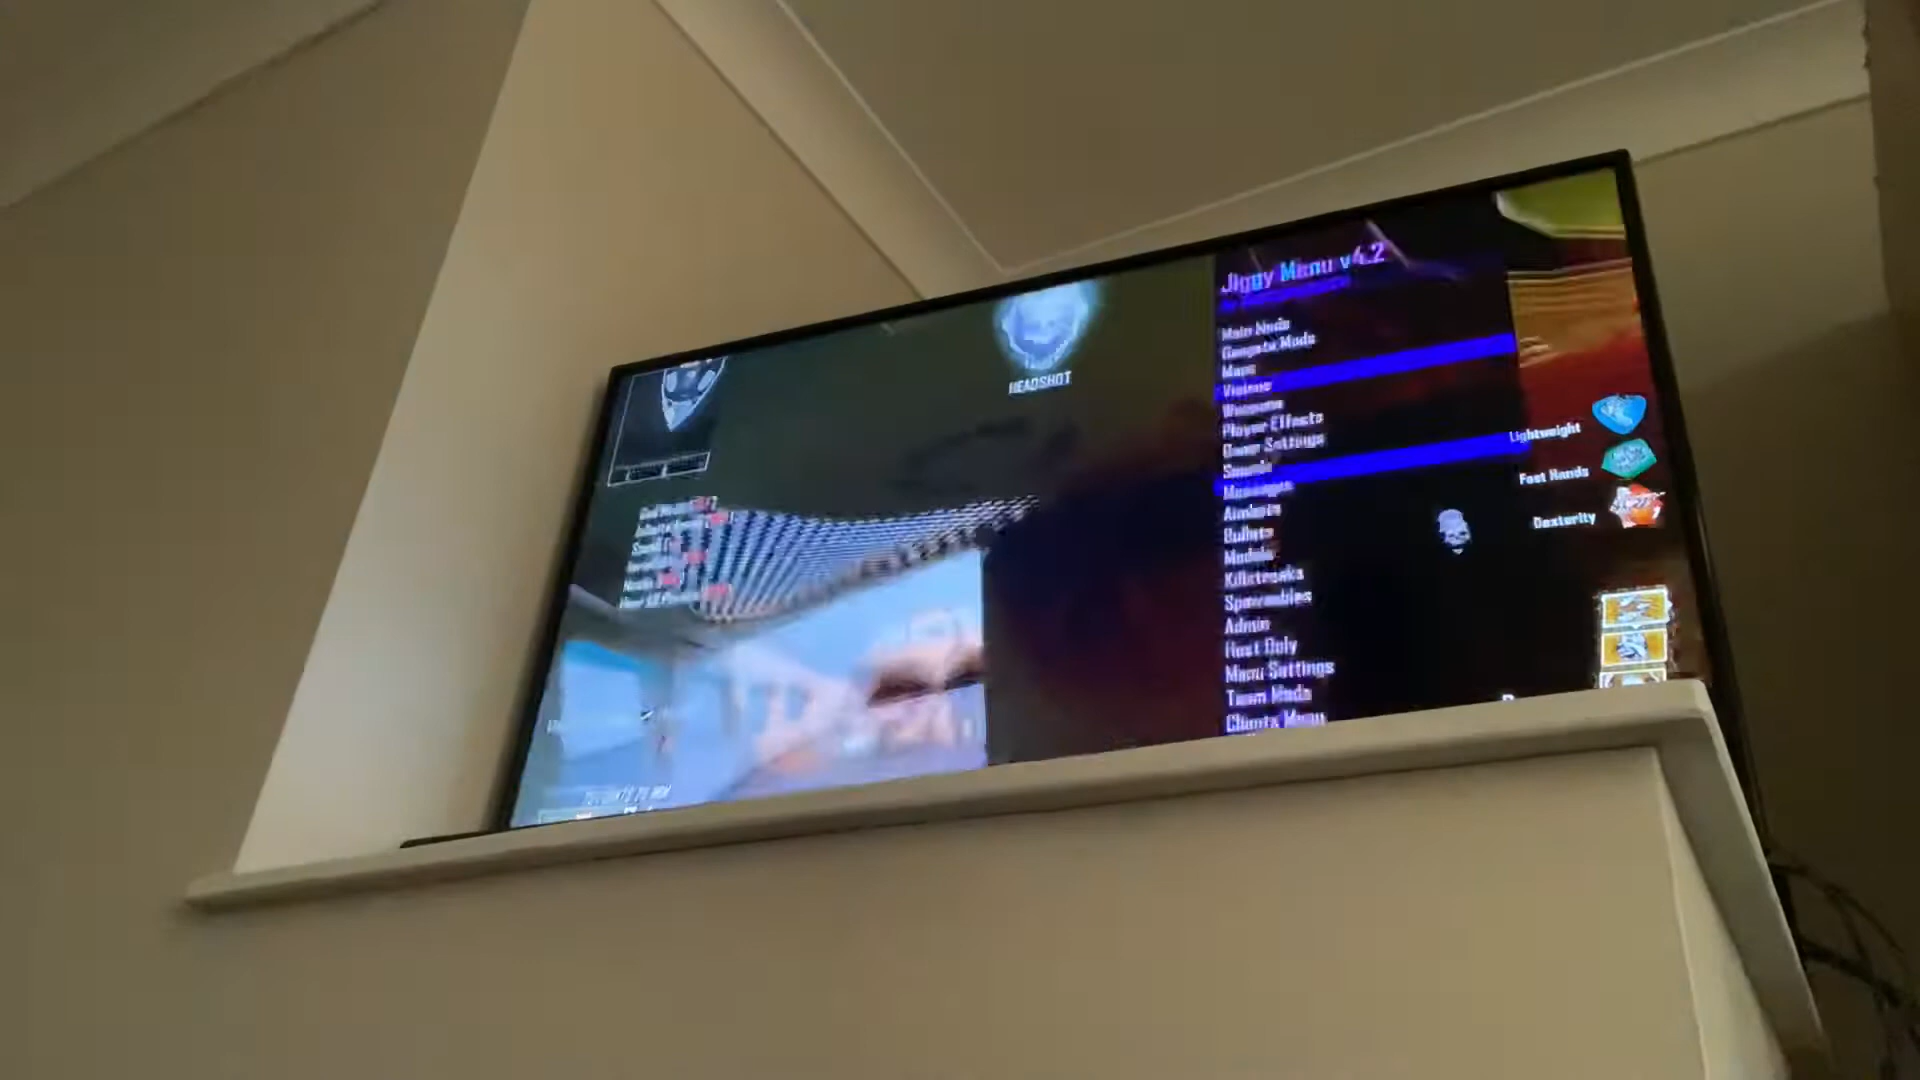 Jiggy Menu v4.2
HEADSHOT
Main Mods
Gangsta Mods
Maps
Visions
Weapons
Player Effects
Game Settings
Sounds
Messages
Aimbots
Bullets
Models
Killstreaks
Spawnables
Admin
Host Only
Menu Settings
Team Mods
Clients Menu
Lightweight
Fast Hands
Dexterity